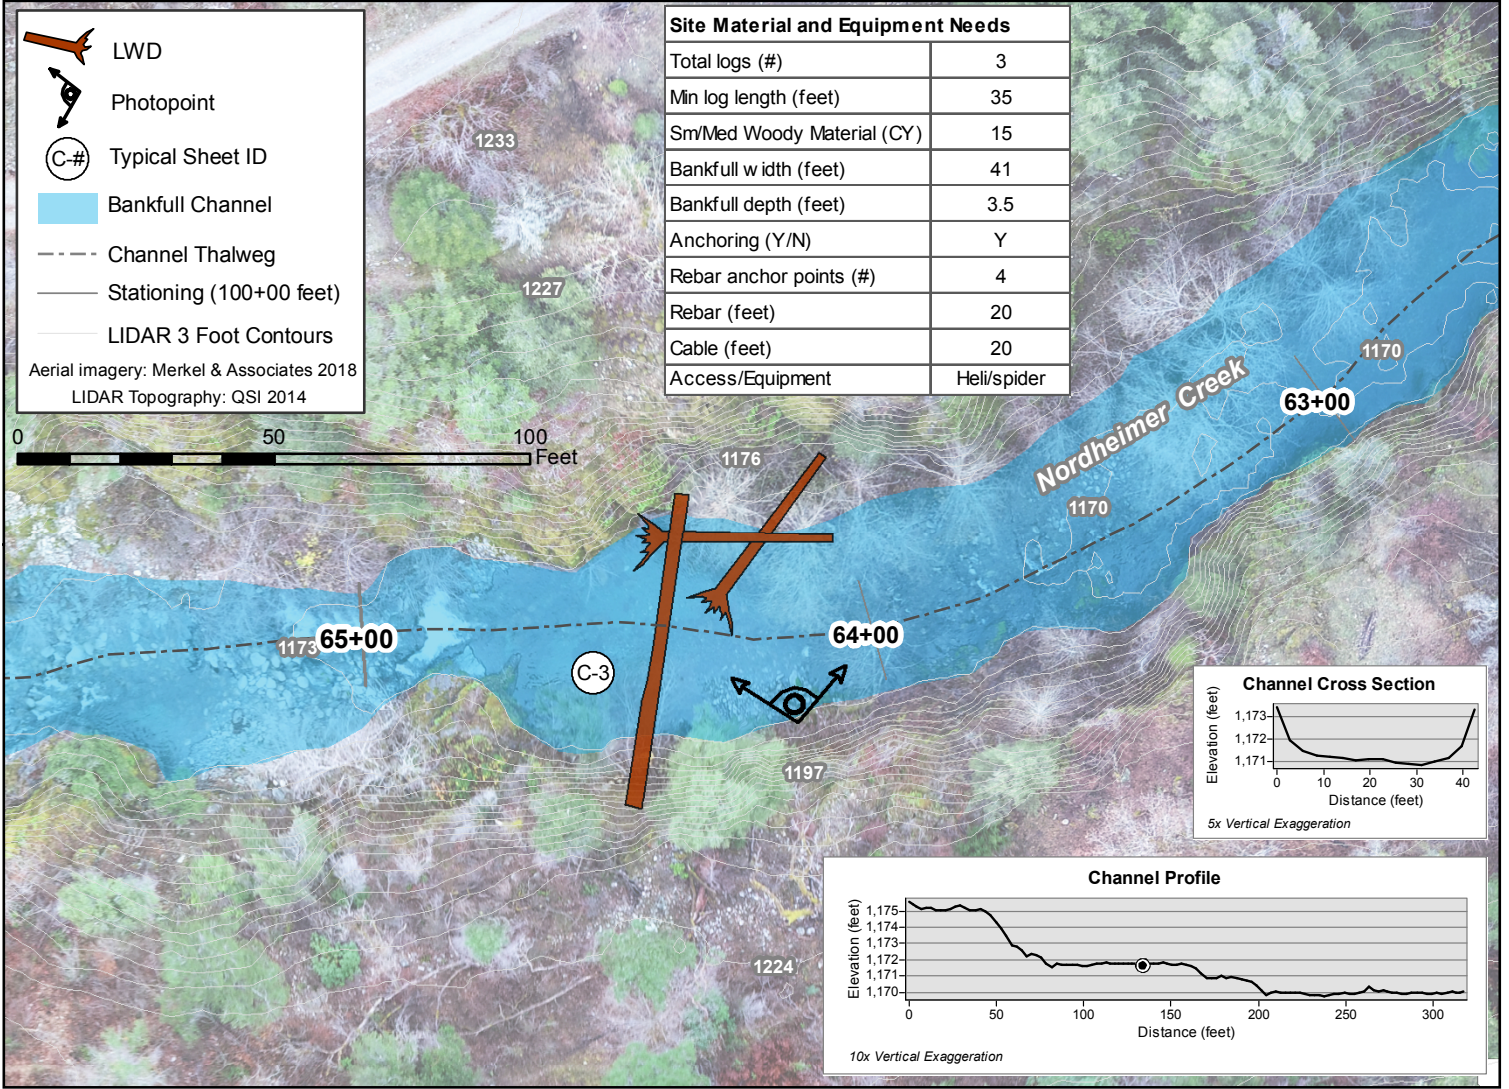 LWD
Photopoint
C-# Typical Sheet ID
Bankfull Channel
Channel Thalweg
Stationing (100+00 feet)
LIDAR 3 Foot Contours
Aerial imagery: Merkel & Associates 2018
LIDAR Topography: QSI 2014
0 50 100
Feet
Site Material and Equipment Needs
Total logs (#) 3
Min log length (feet) 35
Sm/Med Woody Material (CY) 15
Bankfull width (feet) 41
Bankfull depth (feet) 3.5
Anchoring (Y/N) Y
Rebar anchor points (#) 4
Rebar (feet) 20
Cable (feet) 20
Access/Equipment Heli/spider
1233
1227
1176
1170
63+00
Nordheimer Creek
1170
1173 65+00
64+00
C-3
1197
1224
Channel Cross Section
Elevation (feet)
1,173
1,172
1,171
0 10 20 30 40
Distance (feet)
5x Vertical Exaggeration
Channel Profile
Elevation (feet)
1,175
1,174
1,173
1,172
1,171
1,170
0 50 100 150 200 250 300
Distance (feet)
10x Vertical Exaggeration